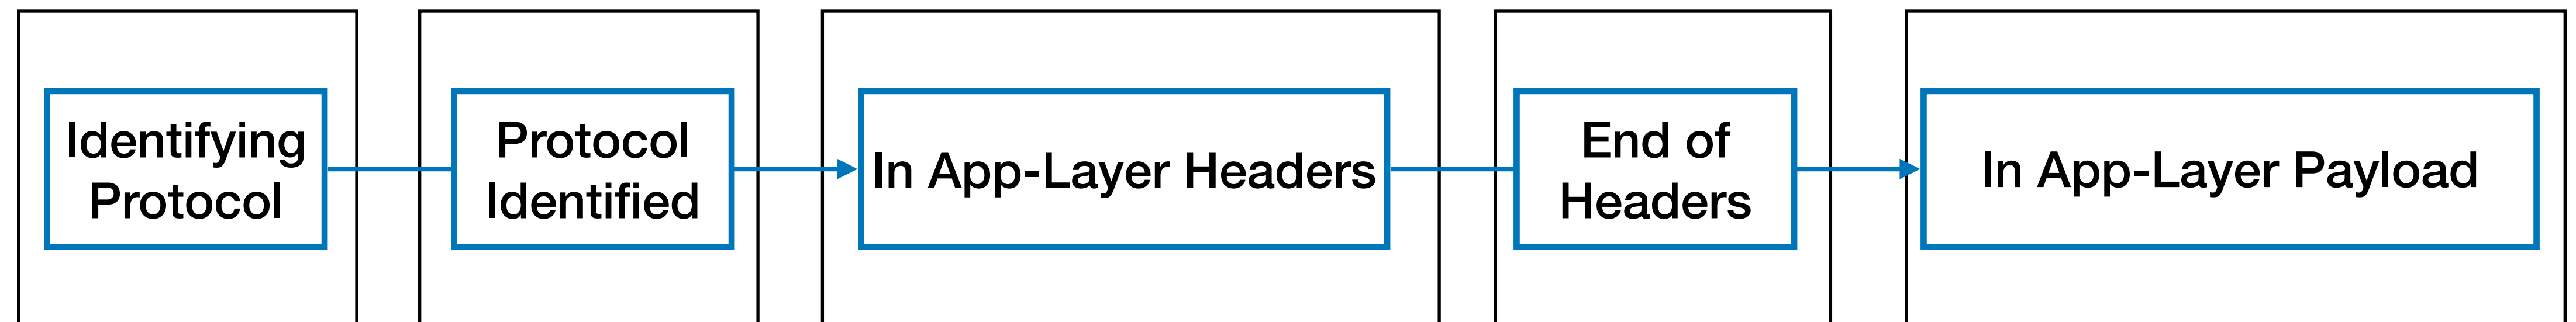 Identifying
Protocol
Protocol
Identified
In App-Layer Headers
End of
Headers
In App-Layer Payload